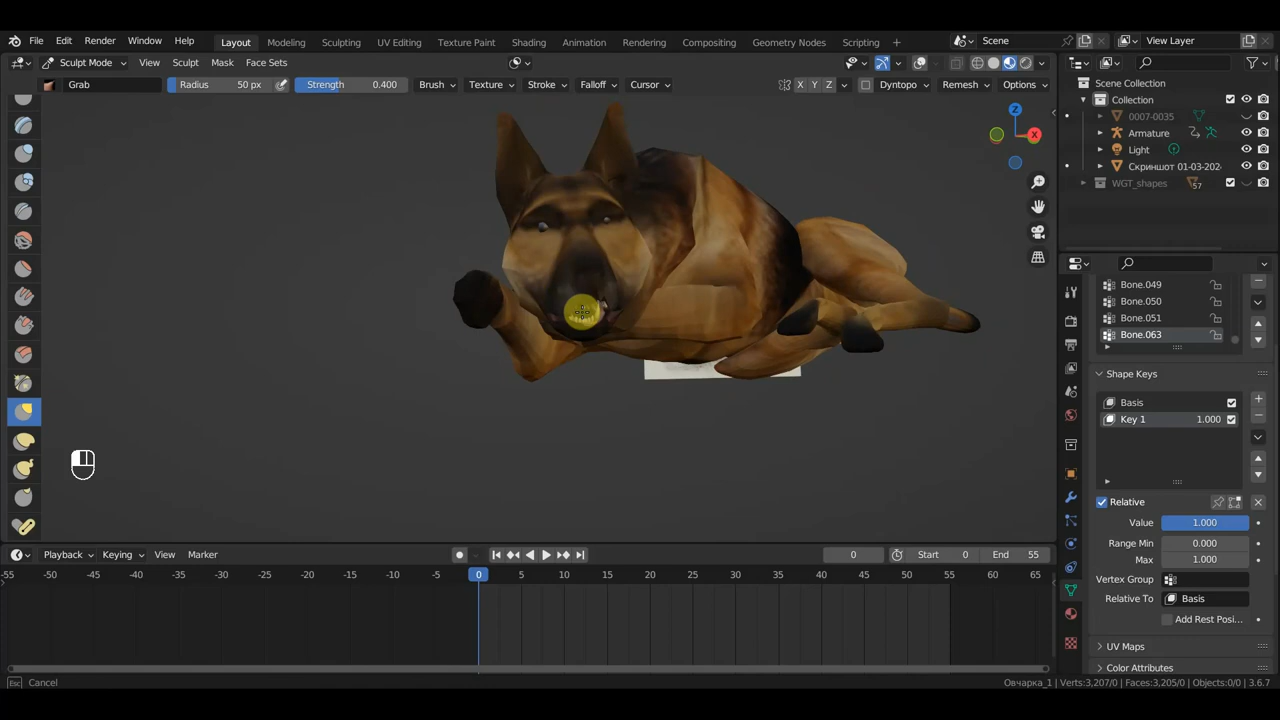 File Edit Render Window Help Layout Modeling Sculpting UV Editing Texture Paint Shading Animation Rendering Compositing Geometry Nodes Scripting + Scene View Layer
Sculpt Mode View Sculpt Mask Face Sets
Grab Radius 50 px Strength 0.400 Brush Texture Stroke Falloff Cursor X Y Z Dyntopo Remesh Options
Scene Collection
Collection
0007-0035
Armature
Light
Скриншот 01-03-202
WGT_shapes 57
Z
X
Bone.049
Bone.050
Bone.051
Bone.063
Shape Keys
Basis
Key 1 1.000
Relative
Value 1.000
Range Min 0.000
Max 1.000
Vertex Group
Relative To Basis
Add Rest Posi...
UV Maps
Color Attributes
Playback Keying View Marker 0 Start 0 End 55
-55 -50 -45 -40 -35 -30 -25 -20 -15 -10 -5 0 5 10 15 20 25 30 35 40 45 50 55 60 65
Esc Cancel
Овчарка_1 | Verts:3,207/0 | Faces:3,205/0 | Objects:0/0 | 3.6.7